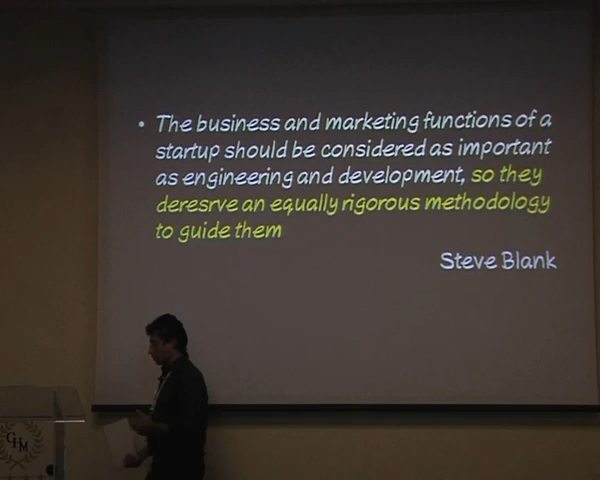 • The business and marketing functions of a
startup should be considered as important
as engineering and development, so they
deresrve an equally rigorous methodology
to guide them
Steve Blank
GHM